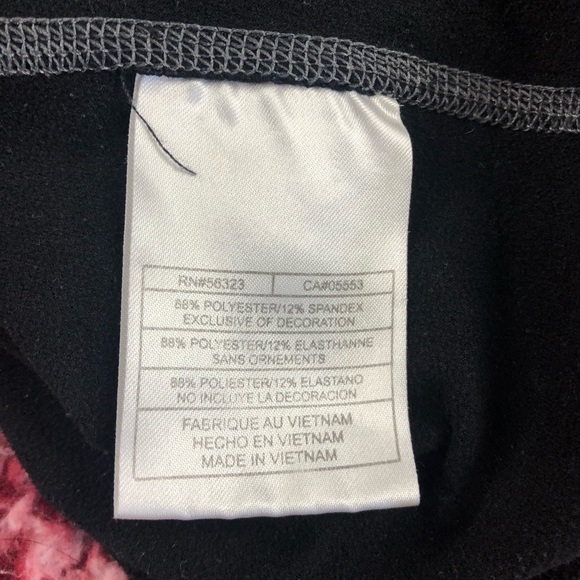 RN#56323 CA#05553
88% POLYESTER/12% SPANDEX
EXCLUSIVE OF DECORATION
88% POLYESTER/12% ELASTHANNE
SANS ORNEMENTS
88% POLIESTER/12% ELASTANO
NO INCLUYE LA DECORACION
FABRIQUE AU VIETNAM
HECHO EN VIETNAM
MADE IN VIETNAM